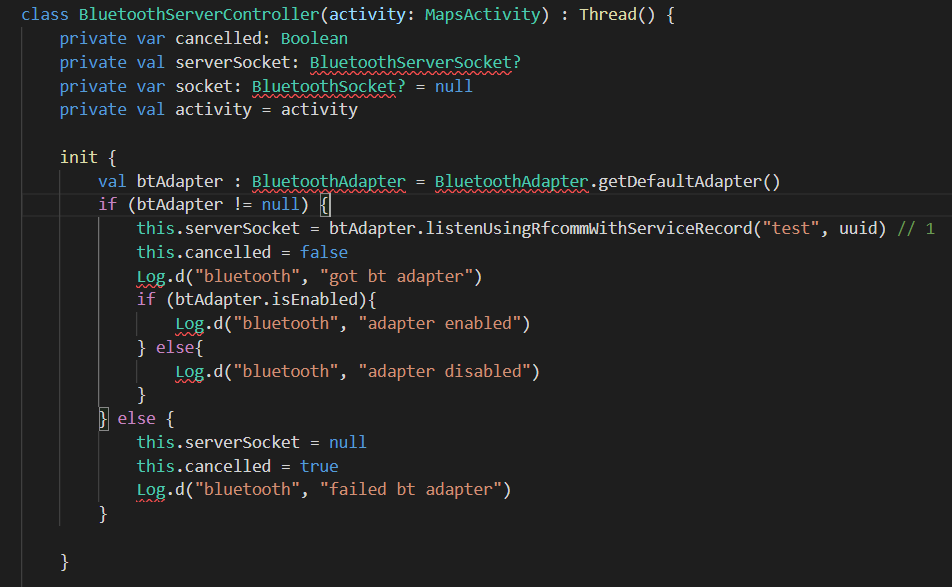 class BluetoothServerController(activity: MapsActivity) : Thread() {
    private var cancelled: Boolean
    private val serverSocket: BluetoothServerSocket?
    private var socket: BluetoothSocket? = null
    private val activity = activity

    init {
        val btAdapter : BluetoothAdapter = BluetoothAdapter.getDefaultAdapter()
        if (btAdapter != null) {
            this.serverSocket = btAdapter.listenUsingRfcommWithServiceRecord("test", uuid) // 1
            this.cancelled = false
            Log.d("bluetooth", "got bt adapter")
            if (btAdapter.isEnabled){
                Log.d("bluetooth", "adapter enabled")
            } else{
                Log.d("bluetooth", "adapter disabled")
            }
        } else {
            this.serverSocket = null
            this.cancelled = true
            Log.d("bluetooth", "failed bt adapter")
        }

    }